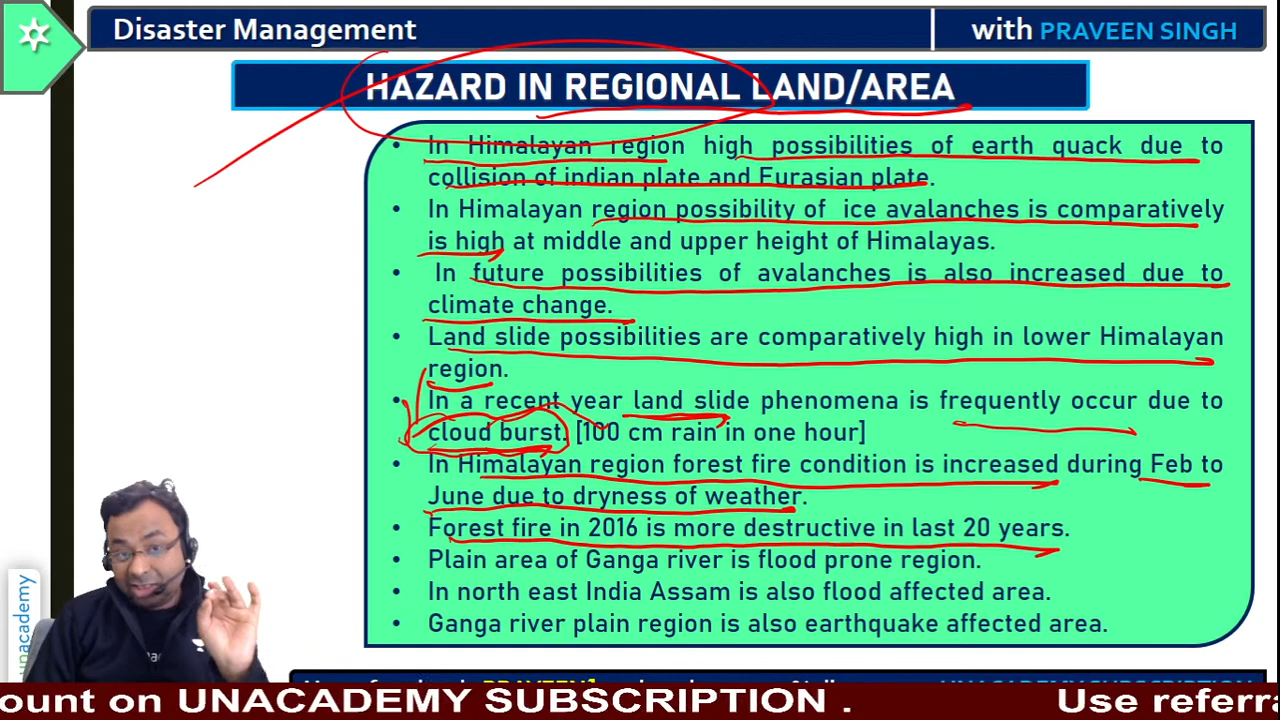 Disaster Management
with PRAVEEN SINGH
HAZARD IN REGIONAL LAND/AREA
• In Himalayan region high possibilities of earth quack due to
collision of indian plate and Eurasian plate.
• In Himalayan region possibility of ice avalanches is comparatively
is high at middle and upper height of Himalayas.
• In future possibilities of avalanches is also increased due to
climate change.
• Land slide possibilities are comparatively high in lower Himalayan
region.
• In a recent year land slide phenomena is frequently occur due to
cloud burst. [100 cm rain in one hour]
• In Himalayan region forest fire condition is increased during Feb to
June due to dryness of weather.
• Forest fire in 2016 is more destructive in last 20 years.
• Plain area of Ganga river is flood prone region.
• In north east India Assam is also flood affected area.
• Ganga river plain region is also earthquake affected area.
unacademy
ount on UNACADEMY SUBSCRIPTION . Use referra